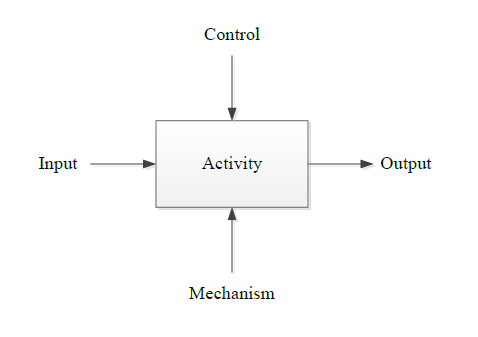 Control
Input
Activity
Output
Mechanism